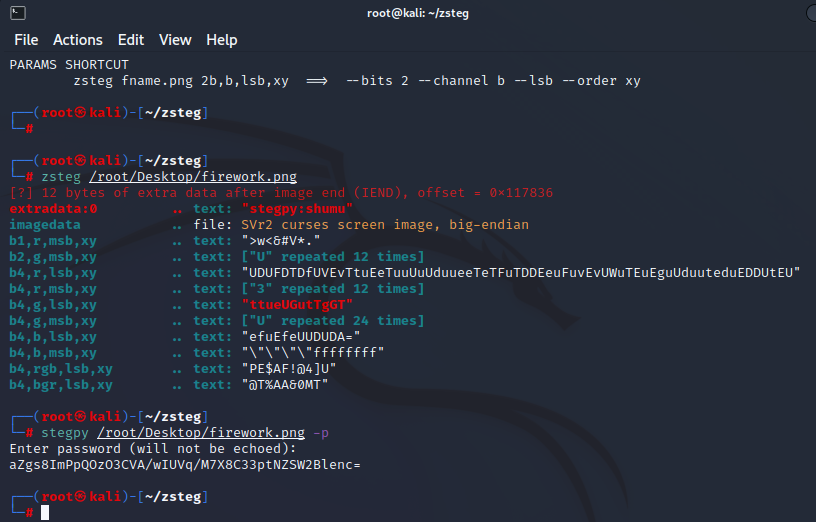 root@kali: ~/zsteg
File Actions Edit View Help
PARAMS SHORTCUT
zsteg fname.png 2b,b,lsb,xy ⟹ --bits 2 --channel b --lsb --order xy
┌──(root㉿kali)-[~/zsteg]
└─#
┌──(root㉿kali)-[~/zsteg]
└─# zsteg /root/Desktop/firework.png
[?] 12 bytes of extra data after image end (IEND), offset = 0×117836
extradata:0 .. text: "stegpy:shumu"
imagedata .. file: SVr2 curses screen image, big-endian
b1,r,msb,xy .. text: ">w<&#V*."
b2,g,msb,xy .. text: ["U" repeated 12 times]
b4,r,lsb,xy .. text: "UDUFDTDfUVEvTtuEeTuuUuUduueeTeTFuTDDEeuFuvEvUWuTEuEguUduuteduEDDUtEU"
b4,r,msb,xy .. text: ["3" repeated 12 times]
b4,g,lsb,xy .. text: "ttueUGutTgGT"
b4,g,msb,xy .. text: ["U" repeated 24 times]
b4,b,lsb,xy .. text: "efuEfeUUDUDA="
b4,b,msb,xy .. text: "\"\"\"\"ffffffff"
b4,rgb,lsb,xy .. text: "PE$AF!@4]U"
b4,bgr,lsb,xy .. text: "@T%AA&0MT"
┌──(root㉿kali)-[~/zsteg]
└─# stegpy /root/Desktop/firework.png -p
Enter password (will not be echoed):
aZgs8ImPpQOzO3CVA/wIUVq/M7X8C33ptNZSW2Blenc=
┌──(root㉿kali)-[~/zsteg]
└─#